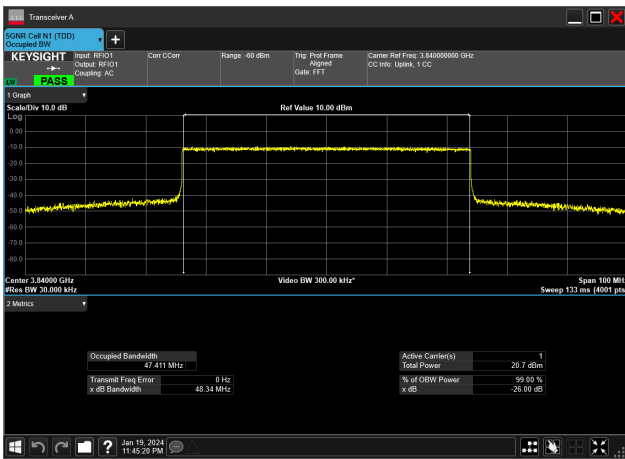 Transceiver A
5GNR Cell N1 (TDD)
Occupied BW
KEYSIGHT
PASS
Input: RFIO1
Output: RFIO1
Coupling: AC
Corr CCorr
Range: -60 dBm
Trig: Prot Frame
Aligned
Gate: FFT
Carrier Ref Freq: 3.840000000 GHz
CC Info: Uplink, 1 CC
1 Graph
Scale/Div 10.0 dB
Ref Value 10.00 dBm
Log
0.00
-10.0
-20.0
-30.0
-40.0
-50.0
-60.0
-70.0
-80.0
Center 3.84000 GHz
Video BW 300.00 kHz*
Span 100 MHz
#Res BW 30.000 kHz
Sweep 133 ms (4001 pts
2 Metrics
Occupied Bandwidth
47.411 MHz
Transmit Freq Error 0 Hz
x dB Bandwidth 48.34 MHz
Active Carrier(s) 1
Total Power 20.7 dBm
% of OBW Power 99.00 %
x dB -26.00 dB
Jan 19, 2024
11:45:20 PM